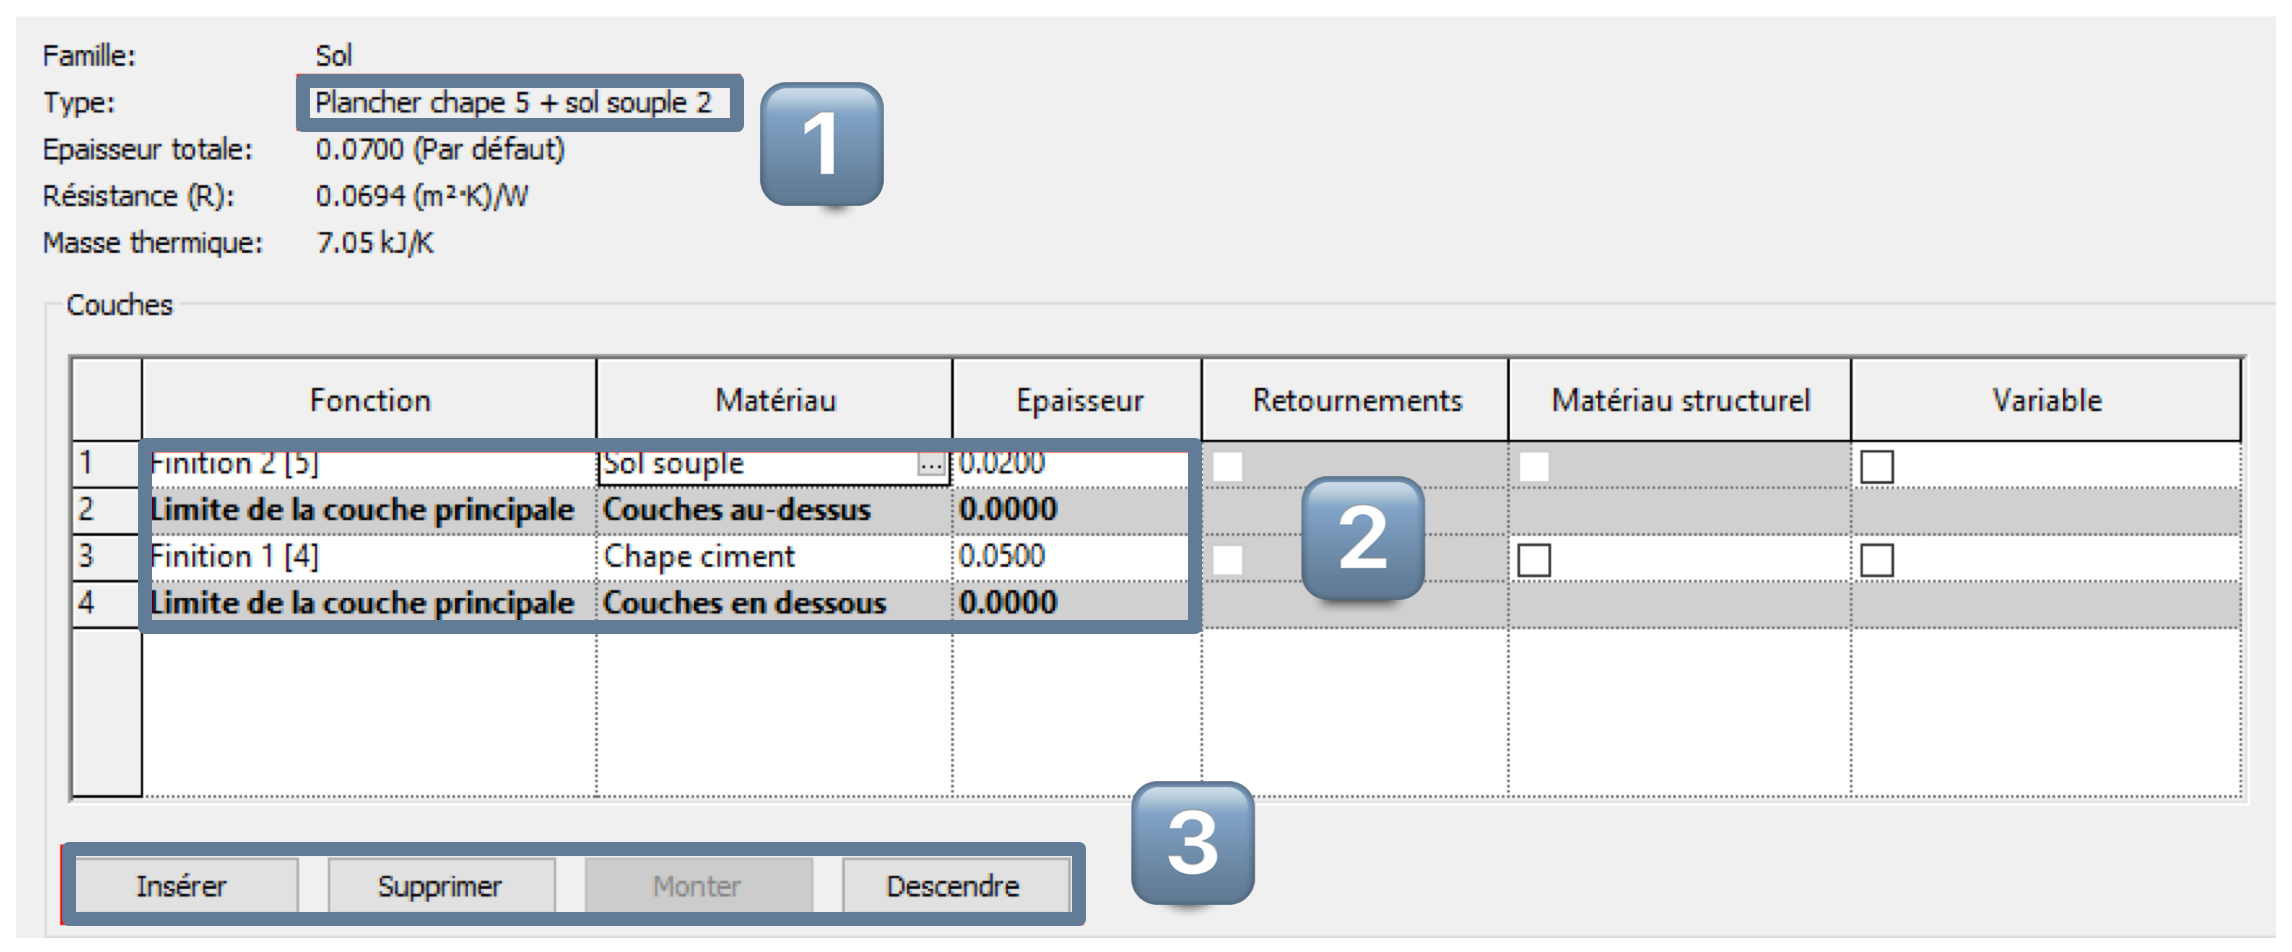 Famille: Sol
Type: Plancher chape 5 + sol souple 2
1
Epaisseur totale: 0.0700 (Par défaut)
Résistance (R): 0.0694 (m²·K)/W
Masse thermique: 7.05 kJ/K
Couches
Fonction Matériau Epaisseur Retournements Matériau structurel Variable
1 Finition 2 [5] Sol souple ... 0.0200
2 Limite de la couche principale Couches au-dessus 0.0000
2
3 Finition 1 [4] Chape ciment 0.0500
4 Limite de la couche principale Couches en dessous 0.0000
3
Insérer Supprimer Monter Descendre